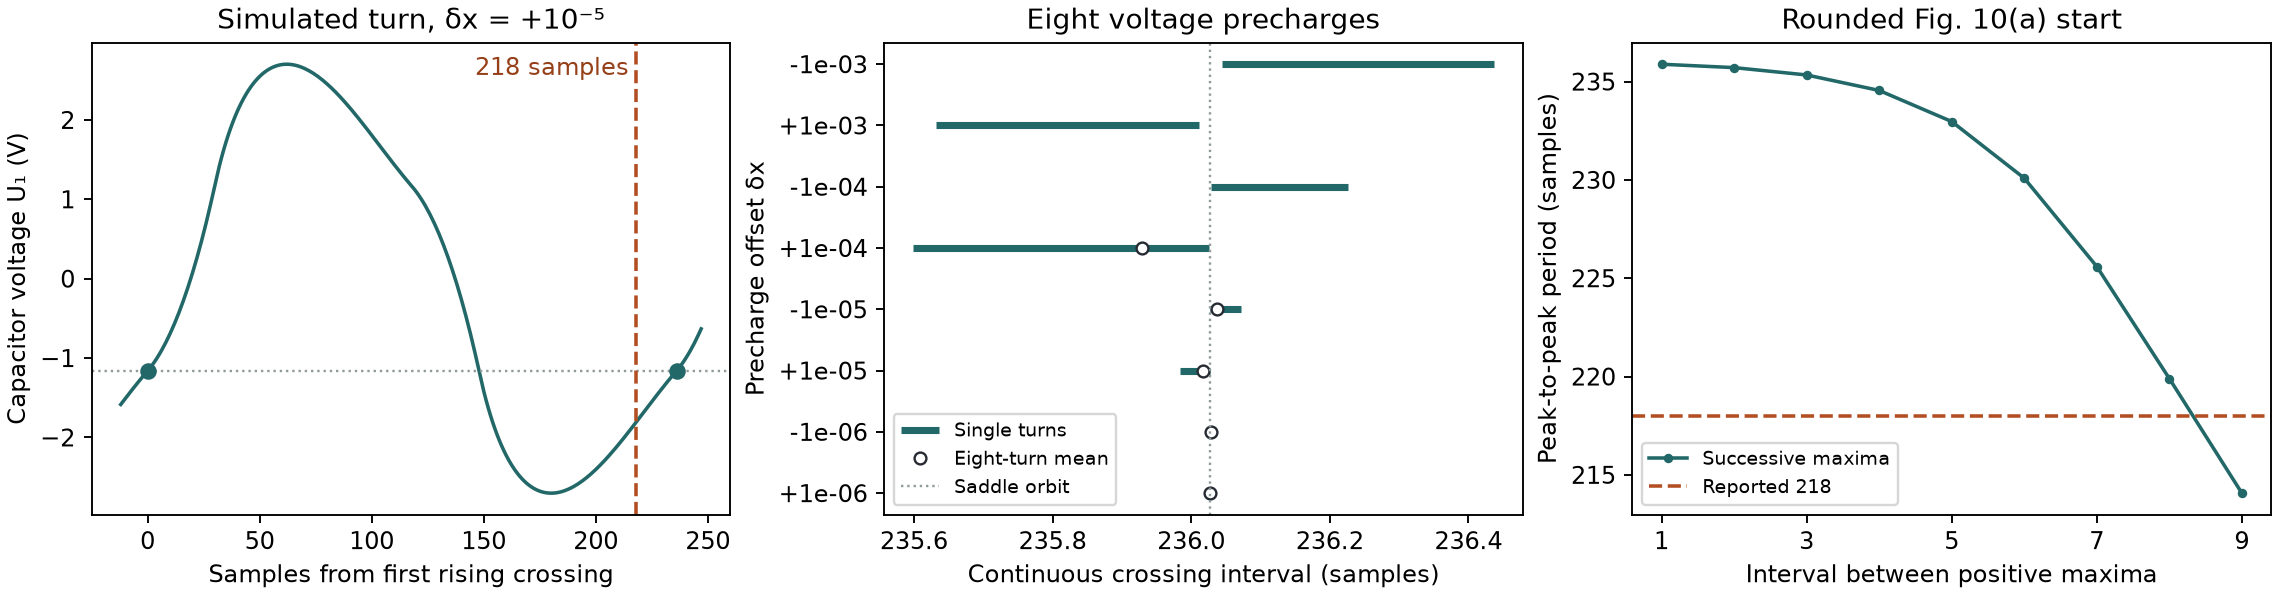 Simulated turn, δx = +10⁻⁵
218 samples
Capacitor voltage U₁ (V)
2
1
0
−1
−2
0 50 100 150 200 250
Samples from first rising crossing
Eight voltage precharges
Precharge offset δx
-1e-03
+1e-03
-1e-04
+1e-04
-1e-05
+1e-05
-1e-06
+1e-06
Single turns
Eight-turn mean
Saddle orbit
235.6 235.8 236.0 236.2 236.4
Continuous crossing interval (samples)
Rounded Fig. 10(a) start
Peak-to-peak period (samples)
235
230
225
220
215
Successive maxima
Reported 218
1 3 5 7 9
Interval between positive maxima